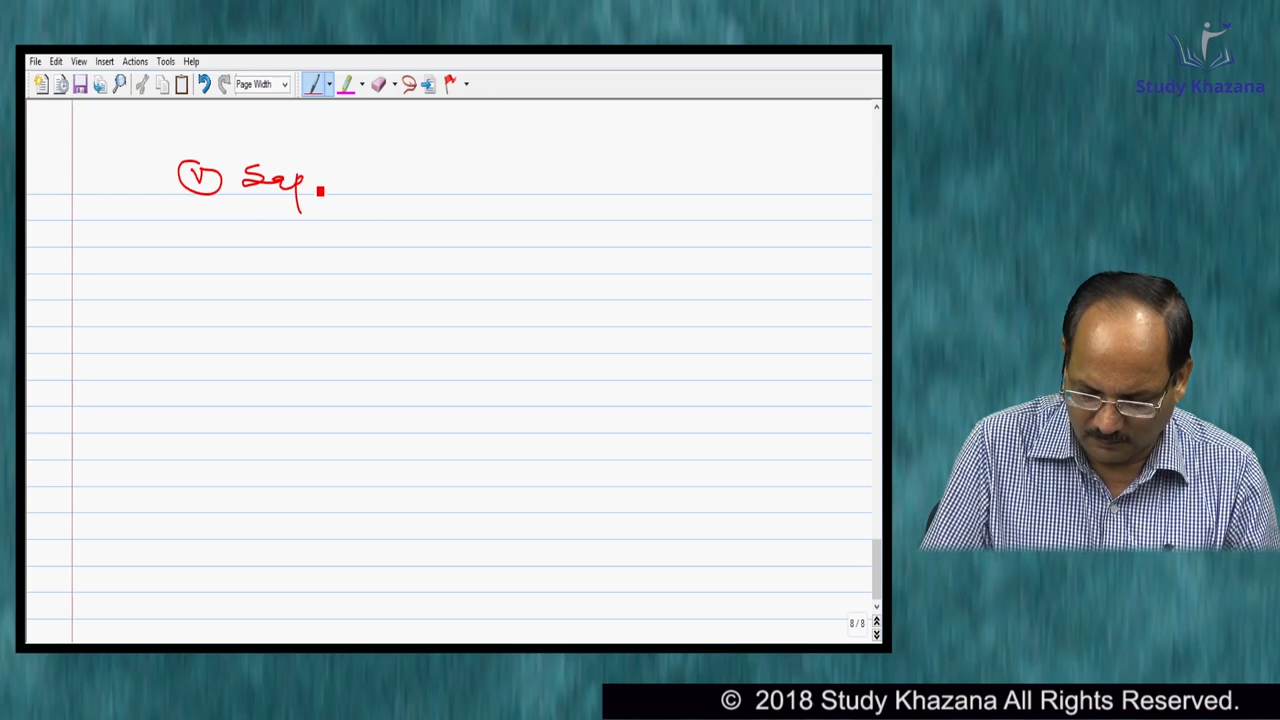 Study Khazana
File Edit View Insert Actions Tools Help
Page Width
V Sep
8/8
© 2018 Study Khazana All Rights Reserved.